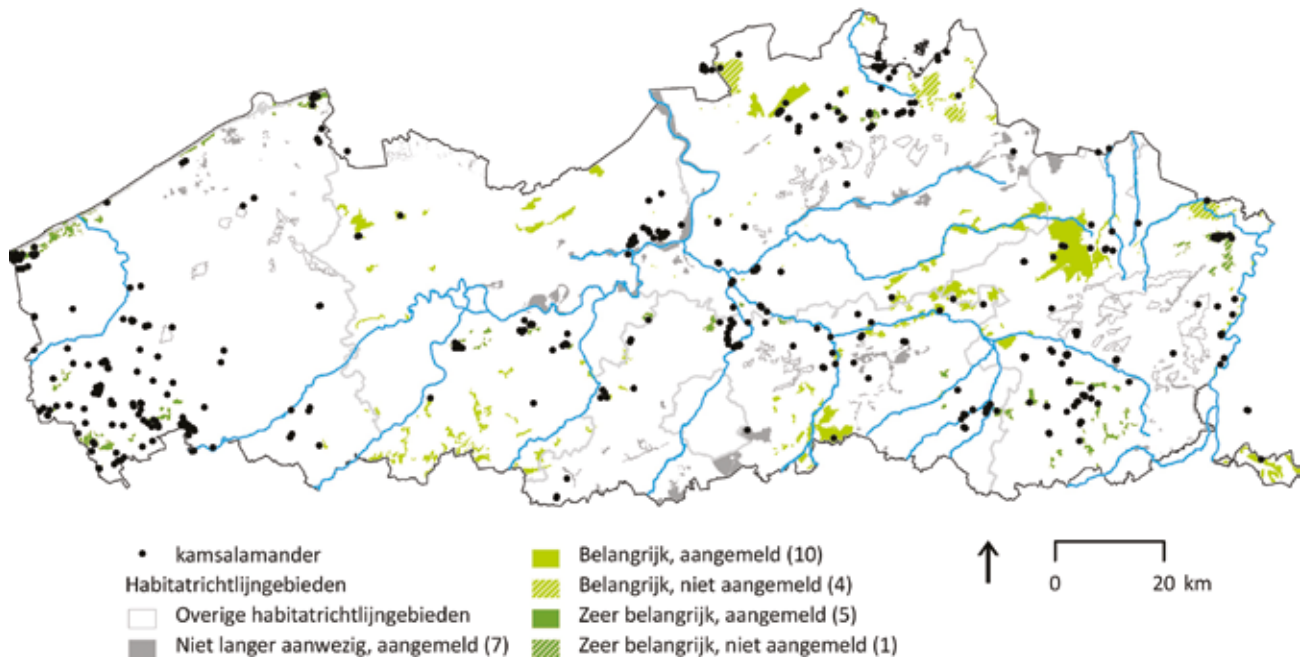 kamsalamander
Habitatrichtlijngebieden
Overige habitatrichtlijngebieden
Niet langer aanwezig, aangemeld (7)
Belangrijk, aangemeld (10)
Belangrijk, niet aangemeld (4)
Zeer belangrijk, aangemeld (5)
Zeer belangrijk, niet aangemeld (1)
0 20 km